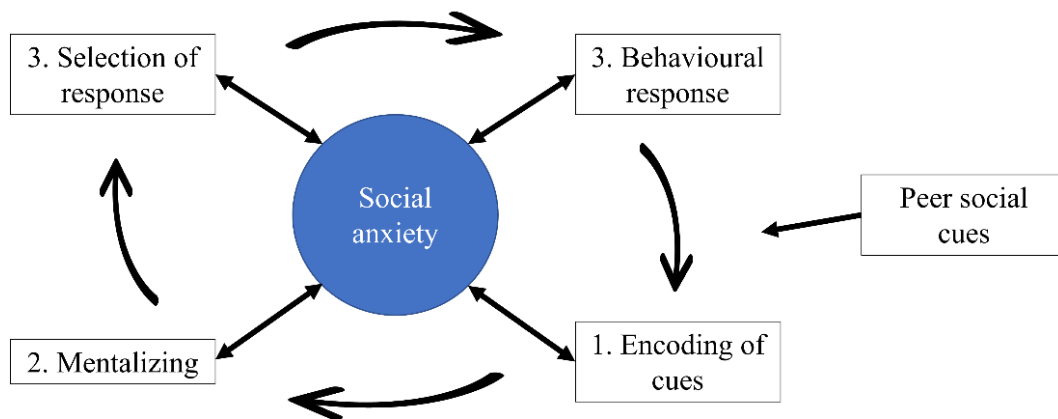 3. Selection of
response
3. Behavioural
response
Social
anxiety
Peer social
cues
2. Mentalizing
1. Encoding of
cues